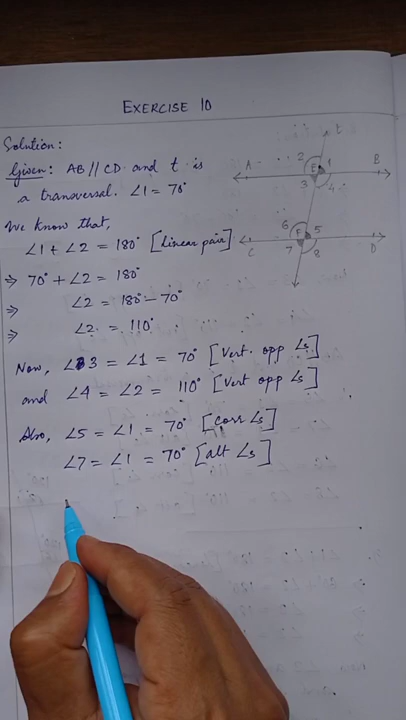 EXERCISE 10
Solution:
Given: AB // CD and t is
a transversal. ∠1 = 70°
We know that,
∠1 + ∠2 = 180° [linear pair]
⇒ 70° + ∠2 = 180°
⇒ ∠2 = 180° - 70°
⇒ ∠2 = 110°
Now, ∠3 = ∠1 = 70° [Vert. opp ∠s]
and ∠4 = ∠2 = 110° [Vert opp ∠s]
Also, ∠5 = ∠1 = 70° [Corr ∠s]
∠7 = ∠1 = 70° [alt ∠s]
t
A 2 E 1 B
3 4
6 F 5
C 7 8 D